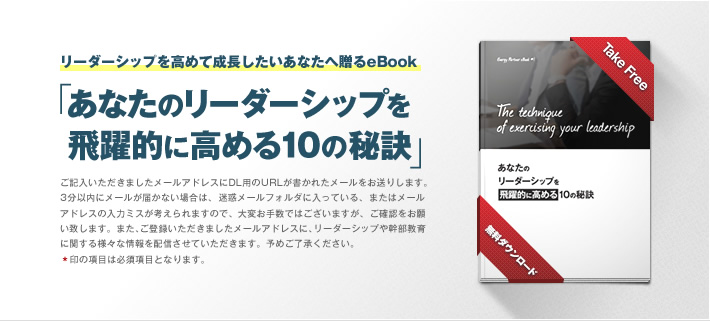 リーダーシップを高めて成長したいあなたへ贈るeBook
「あなたのリーダーシップを
飛躍的に高める10の秘訣」
ご記入いただきましたメールアドレスにDL用のURLが書かれたメールをお送りします。
3分以内にメールが届かない場合は、迷惑メールフォルダに入っている、またはメール
アドレスの入力ミスが考えられますので、大変お手数ではございますが、ご確認をお願
い致します。また、ご登録いただきましたメールアドレスに、リーダーシップや幹部教育
に関する様々な情報を配信させていただきます。予めご了承ください。
*印の項目は必須項目となります。
Take Free
The technique
of exercising your leadership
あなたの
リーダーシップを
飛躍的に高める10の秘訣
無料ダウンロード